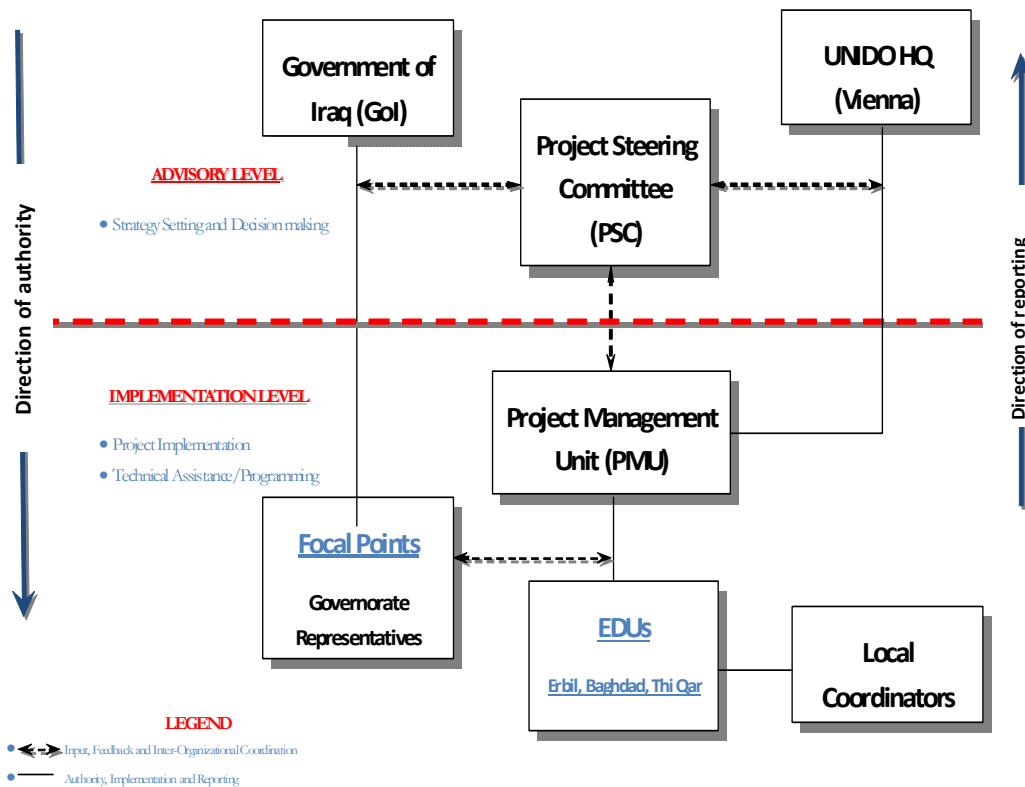 Government of
Iraq (GoI)
UNIDO HQ
(Vienna)
Project Steering
Committee
(PSC)
ADVISORY LEVEL
• Strategy Setting and Decision making
Direction of authority
Direction of reporting
IMPLEMENTATION LEVEL
• Project Implementation
• Technical Assistance/Programming
Project Management
Unit (PMU)
Focal Points
Governorate
Representatives
EDUs
Erbil, Baghdad, Thi Qar
Local
Coordinators
LEGEND
• Input, Feedback and Inter-Organizational Coordination
• Authority, Implementation and Reporting